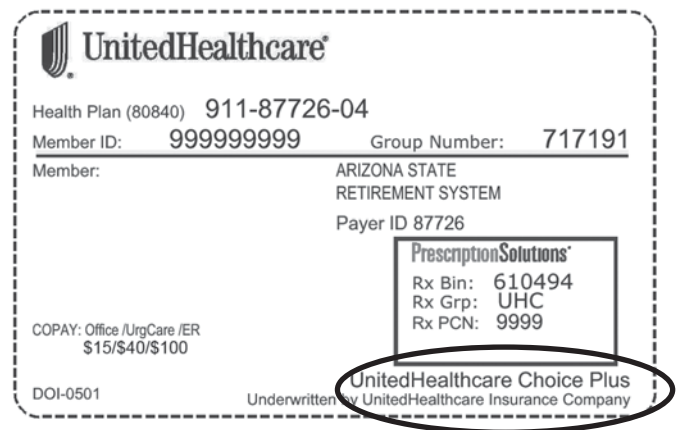 UnitedHealthcare®
Health Plan (80840) 911-87726-04
Member ID: 999999999 Group Number: 717191
Member: ARIZONA STATE
RETIREMENT SYSTEM
Payer ID 87726
PrescriptionSolutions®
Rx Bin: 610494
Rx Grp: UHC
Rx PCN: 9999
COPAY: Office /UrgCare /ER
$15/$40/$100
UnitedHealthcare Choice Plus
DOI-0501 Underwritten by UnitedHealthcare Insurance Company